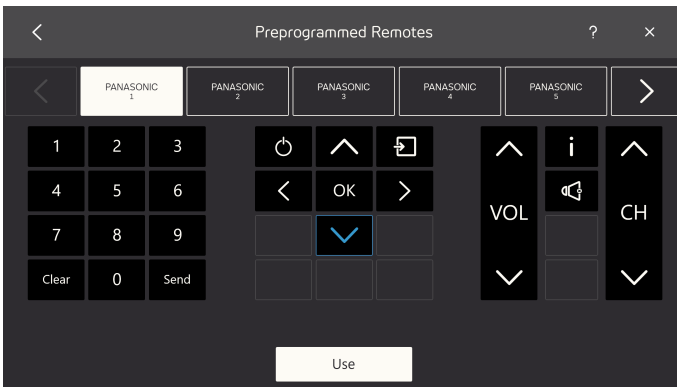 Preprogrammed Remotes ? ×
PANASONIC PANASONIC PANASONIC PANASONIC PANASONIC
1 2 3 4 5
1 2 3
4 5 6 OK
VOL CH
7 8 9
Clear 0 Send
Use